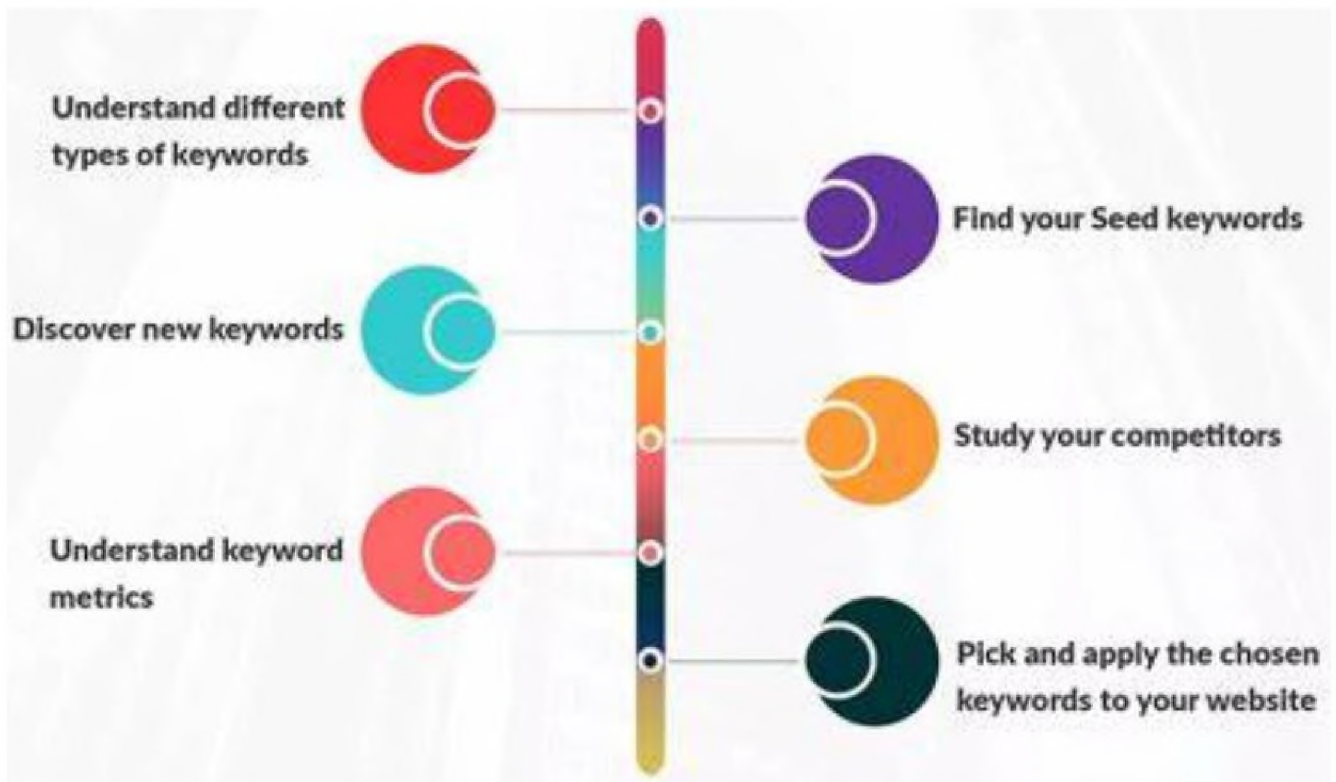 Understand different
types of keywords
Find your Seed keywords
Discover new keywords
Study your competitors
Understand keyword
metrics
Pick and apply the chosen
keywords to your website